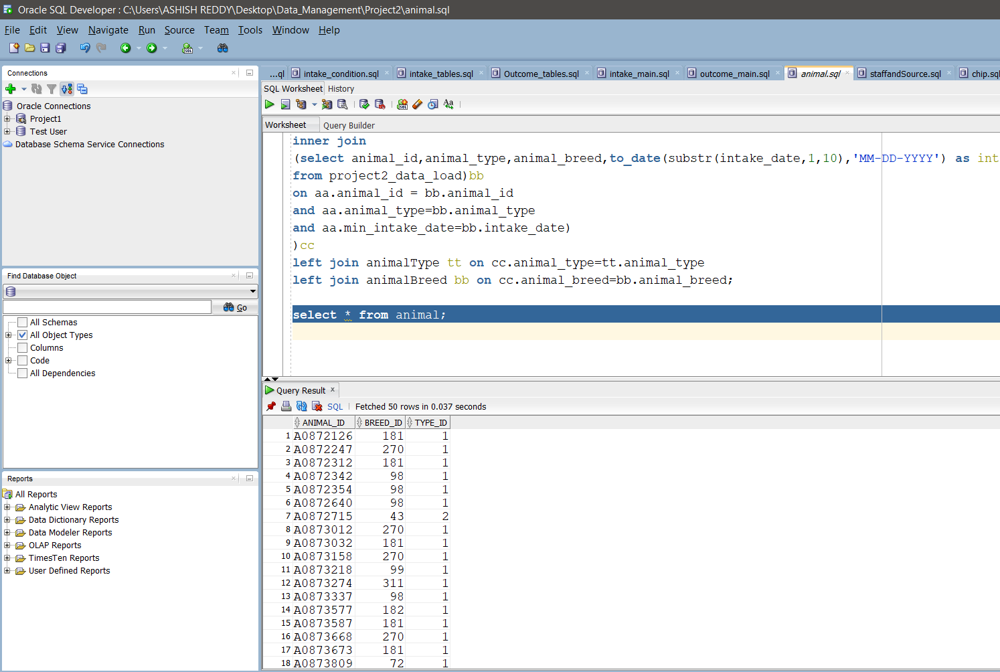 Oracle SQL Developer : C:\Users\ASHISH REDDY\Desktop\Data_Management\Project2\animal.sql
File Edit View Navigate Run Source Team Tools Window Help
Connections
Oracle Connections
Project1
Test User
Database Schema Service Connections
Find Database Object
Go
All Schemas
All Object Types
Columns
Code
All Dependencies
Reports
All Reports
Analytic View Reports
Data Dictionary Reports
Data Modeler Reports
OLAP Reports
TimesTen Reports
User Defined Reports
...ql intake_condition.sql intake_tables.sql Outcome_tables.sql intake_main.sql outcome_main.sql animal.sql staffandSource.sql chip.sql
SQL Worksheet History
Worksheet Query Builder
inner join
(select animal_id,animal_type,animal_breed,to_date(substr(intake_date,1,10),'MM-DD-YYYY') as int
from project2_data_load)bb
on aa.animal_id = bb.animal_id
and aa.animal_type=bb.animal_type
and aa.min_intake_date=bb.intake_date)
)cc
left join animalType tt on cc.animal_type=tt.animal_type
left join animalBreed bb on cc.animal_breed=bb.animal_breed;
select * from animal;
Query Result
SQL Fetched 50 rows in 0.037 seconds
ANIMAL_ID BREED_ID TYPE_ID
1 A0872126 181 1
2 A0872247 270 1
3 A0872312 181 1
4 A0872342 98 1
5 A0872354 98 1
6 A0872640 98 1
7 A0872715 43 2
8 A0873012 270 1
9 A0873032 181 1
10 A0873158 270 1
11 A0873218 99 1
12 A0873274 311 1
13 A0873337 98 1
14 A0873577 182 1
15 A0873587 181 1
16 A0873668 270 1
17 A0873673 181 1
18 A0873809 72 1